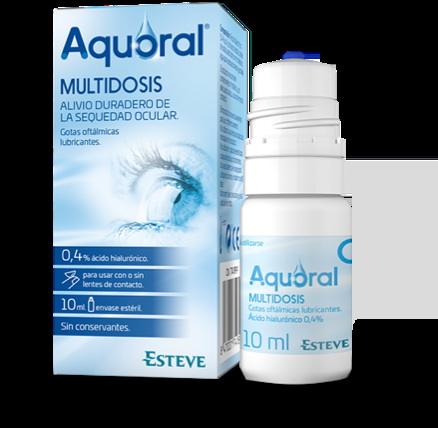 Aquoral®
MULTIDOSIS
ALIVIO DURADERO DE
LA SEQUEDAD OCULAR.
Gotas oftálmicas
lubricantes.
0,4% ácido hialurónico.
para usar con o sin
lentes de contacto.
10 ml envase estéril.
Sin conservantes.
ESTEVE
Aquoral
MULTIDOSIS
Gotas oftálmicas lubricantes.
Ácido hialurónico 0,4%
10 ml
ESTEVE